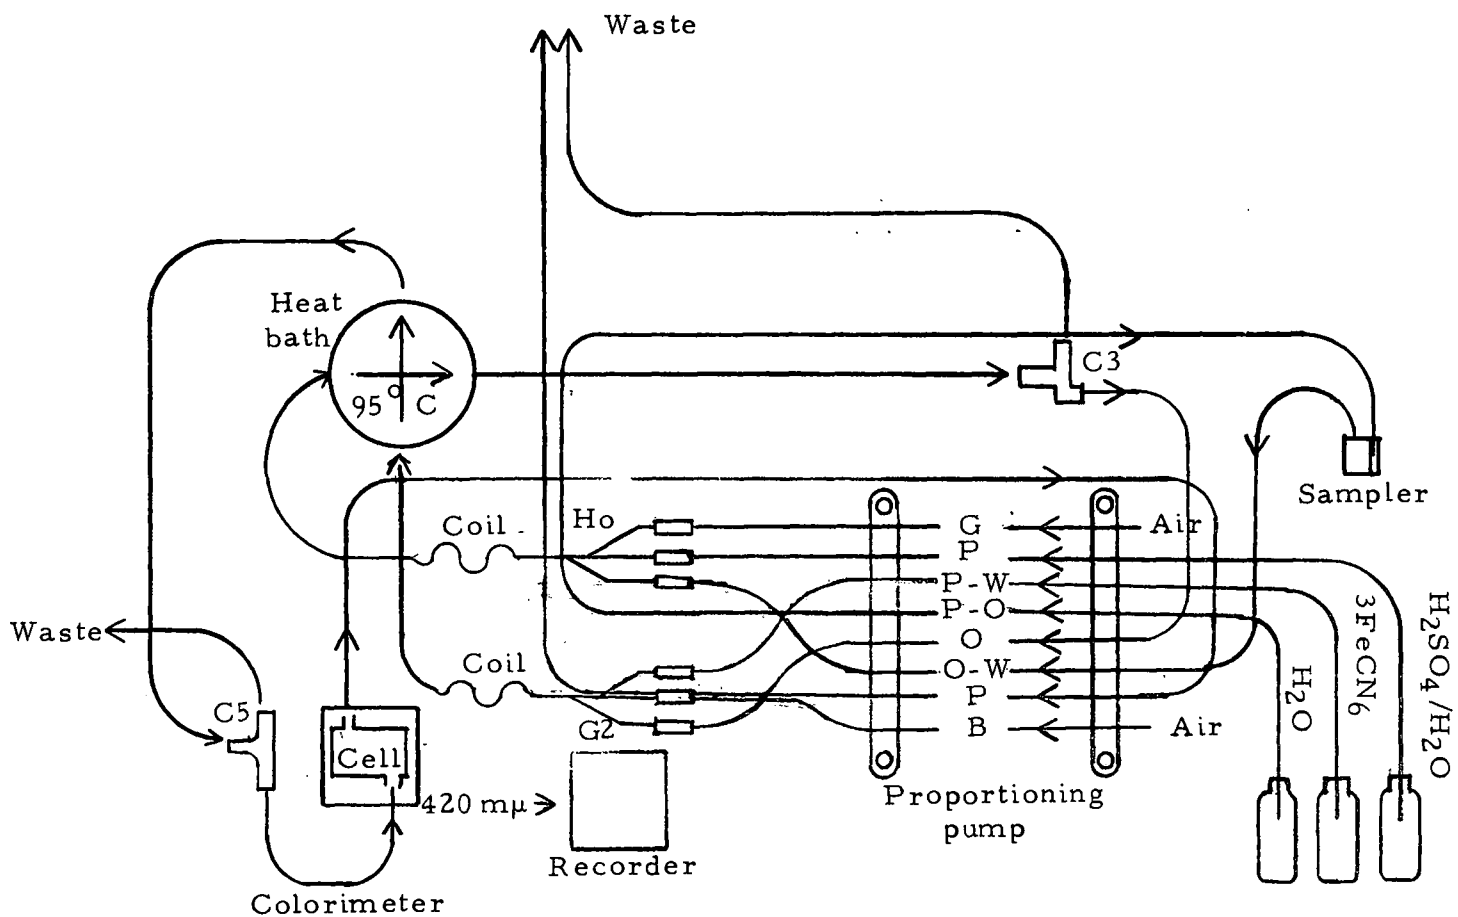 Waste
Heat
bath
95° C
C3
Sampler
Coil
Ho
G
Air
P
P-W
P-O
O
O-W
P
B
Air
Waste
Coil
C5
G2
Cell
420 mμ
Proportioning
pump
Recorder
Colorimeter
H2O
3FeCN6
H2SO4/H2O